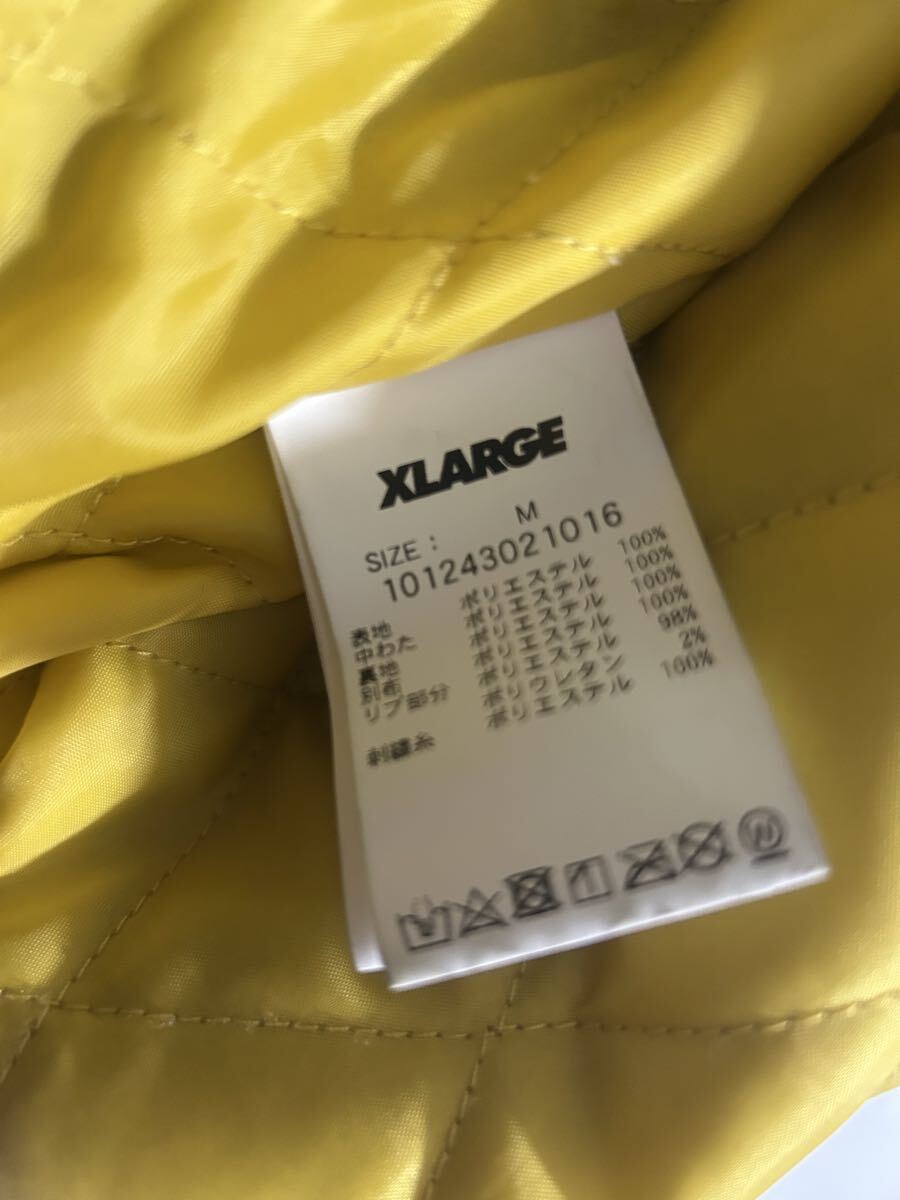 XLARGE
SIZE : M
101243021016
表地 ポリエステル 100%
中わた ポリエステル 100%
裏地 ポリエステル 100%
別布 ポリエステル 100%
リブ部分 ポリエステル 98%
ポリウレタン 2%
刺繍糸 ポリエステル 100%